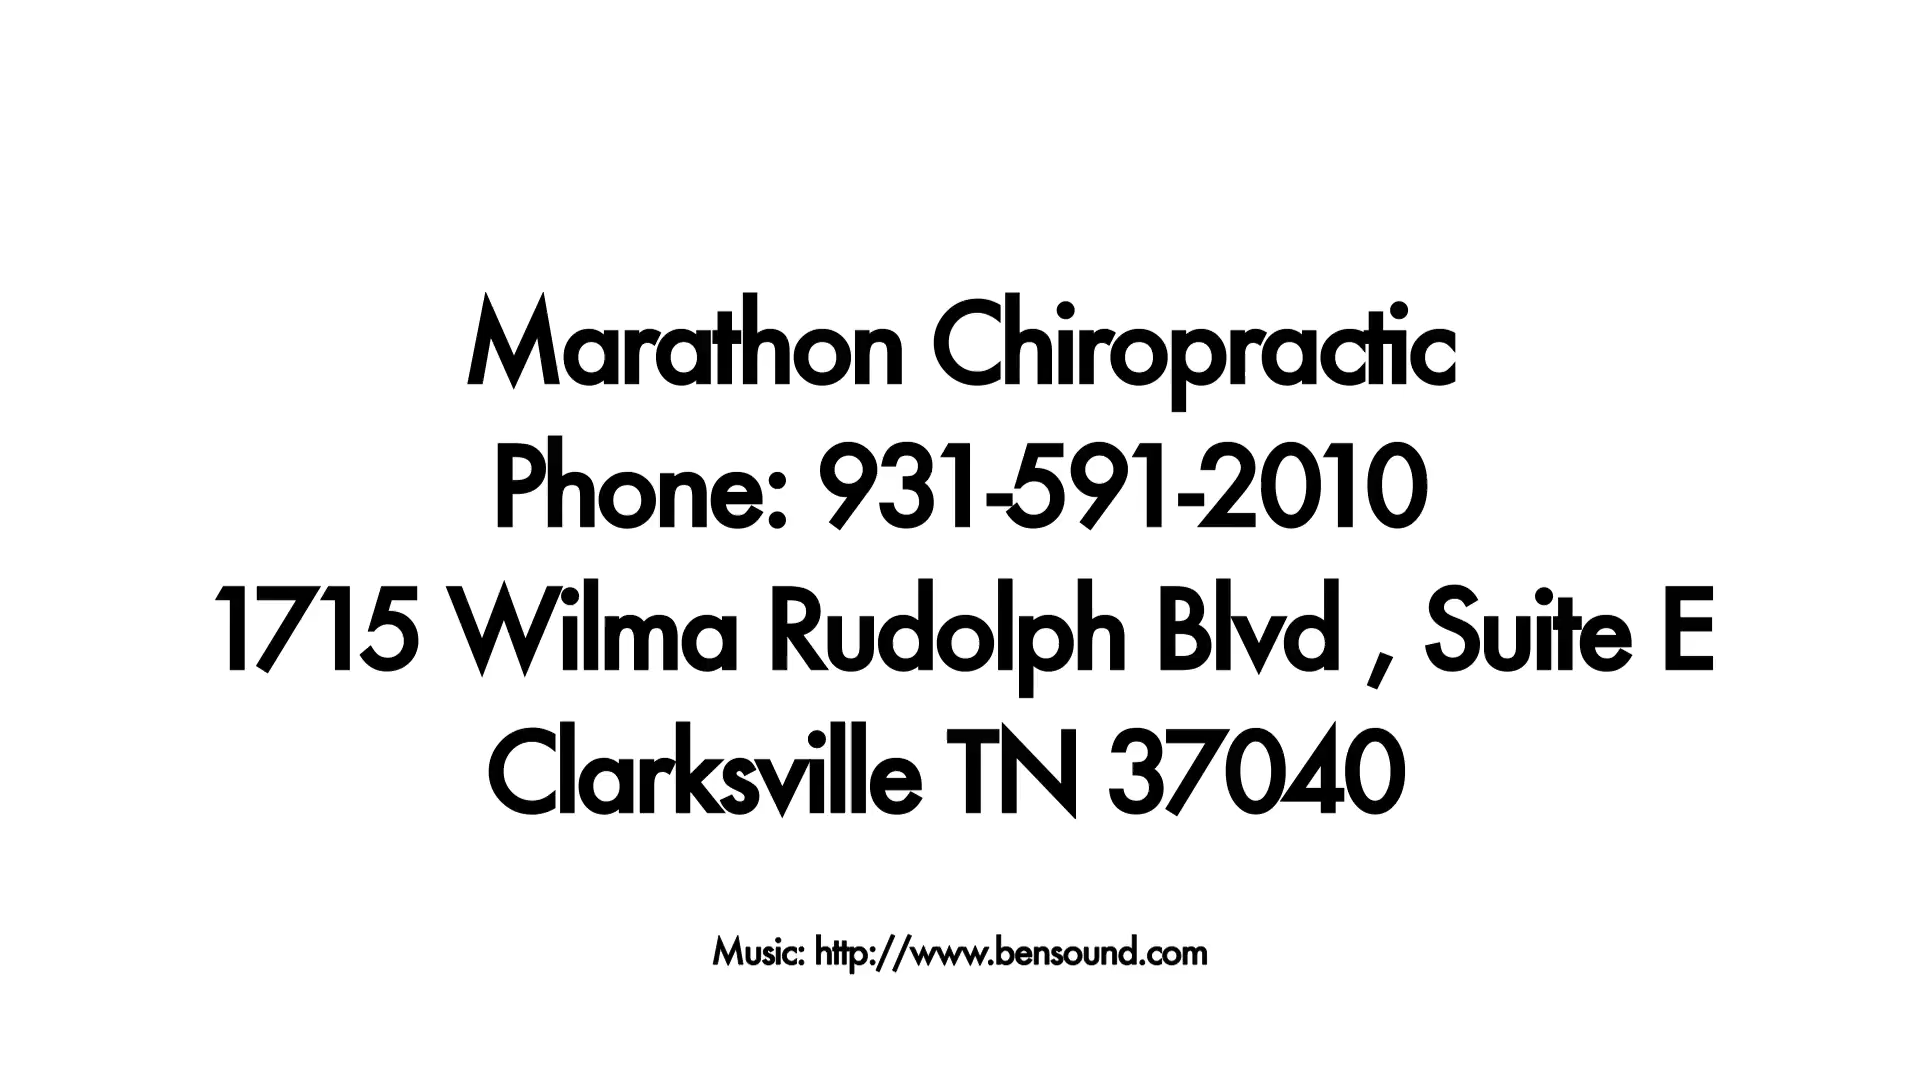 Marathon Chiropractic
Phone: 931-591-2010
1715 Wilma Rudolph Blvd , Suite E
Clarksville TN 37040
Music: http://www.bensound.com